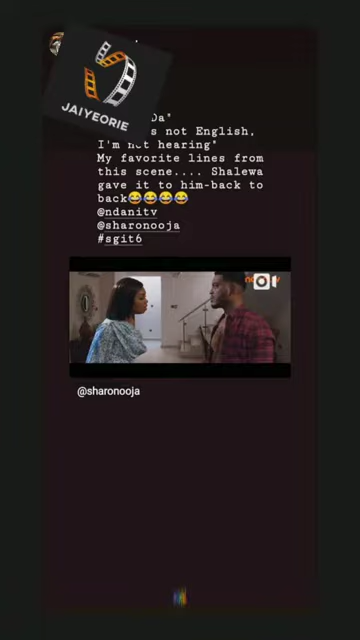 JAIYEORIE
Da"
s not English,
I'm not hearing"
My favorite lines from
this scene.... Shalewa
gave it to him-back to
back😂😂😂😂
@ndanitv
@sharonooja
#sgit6
@sharonooja